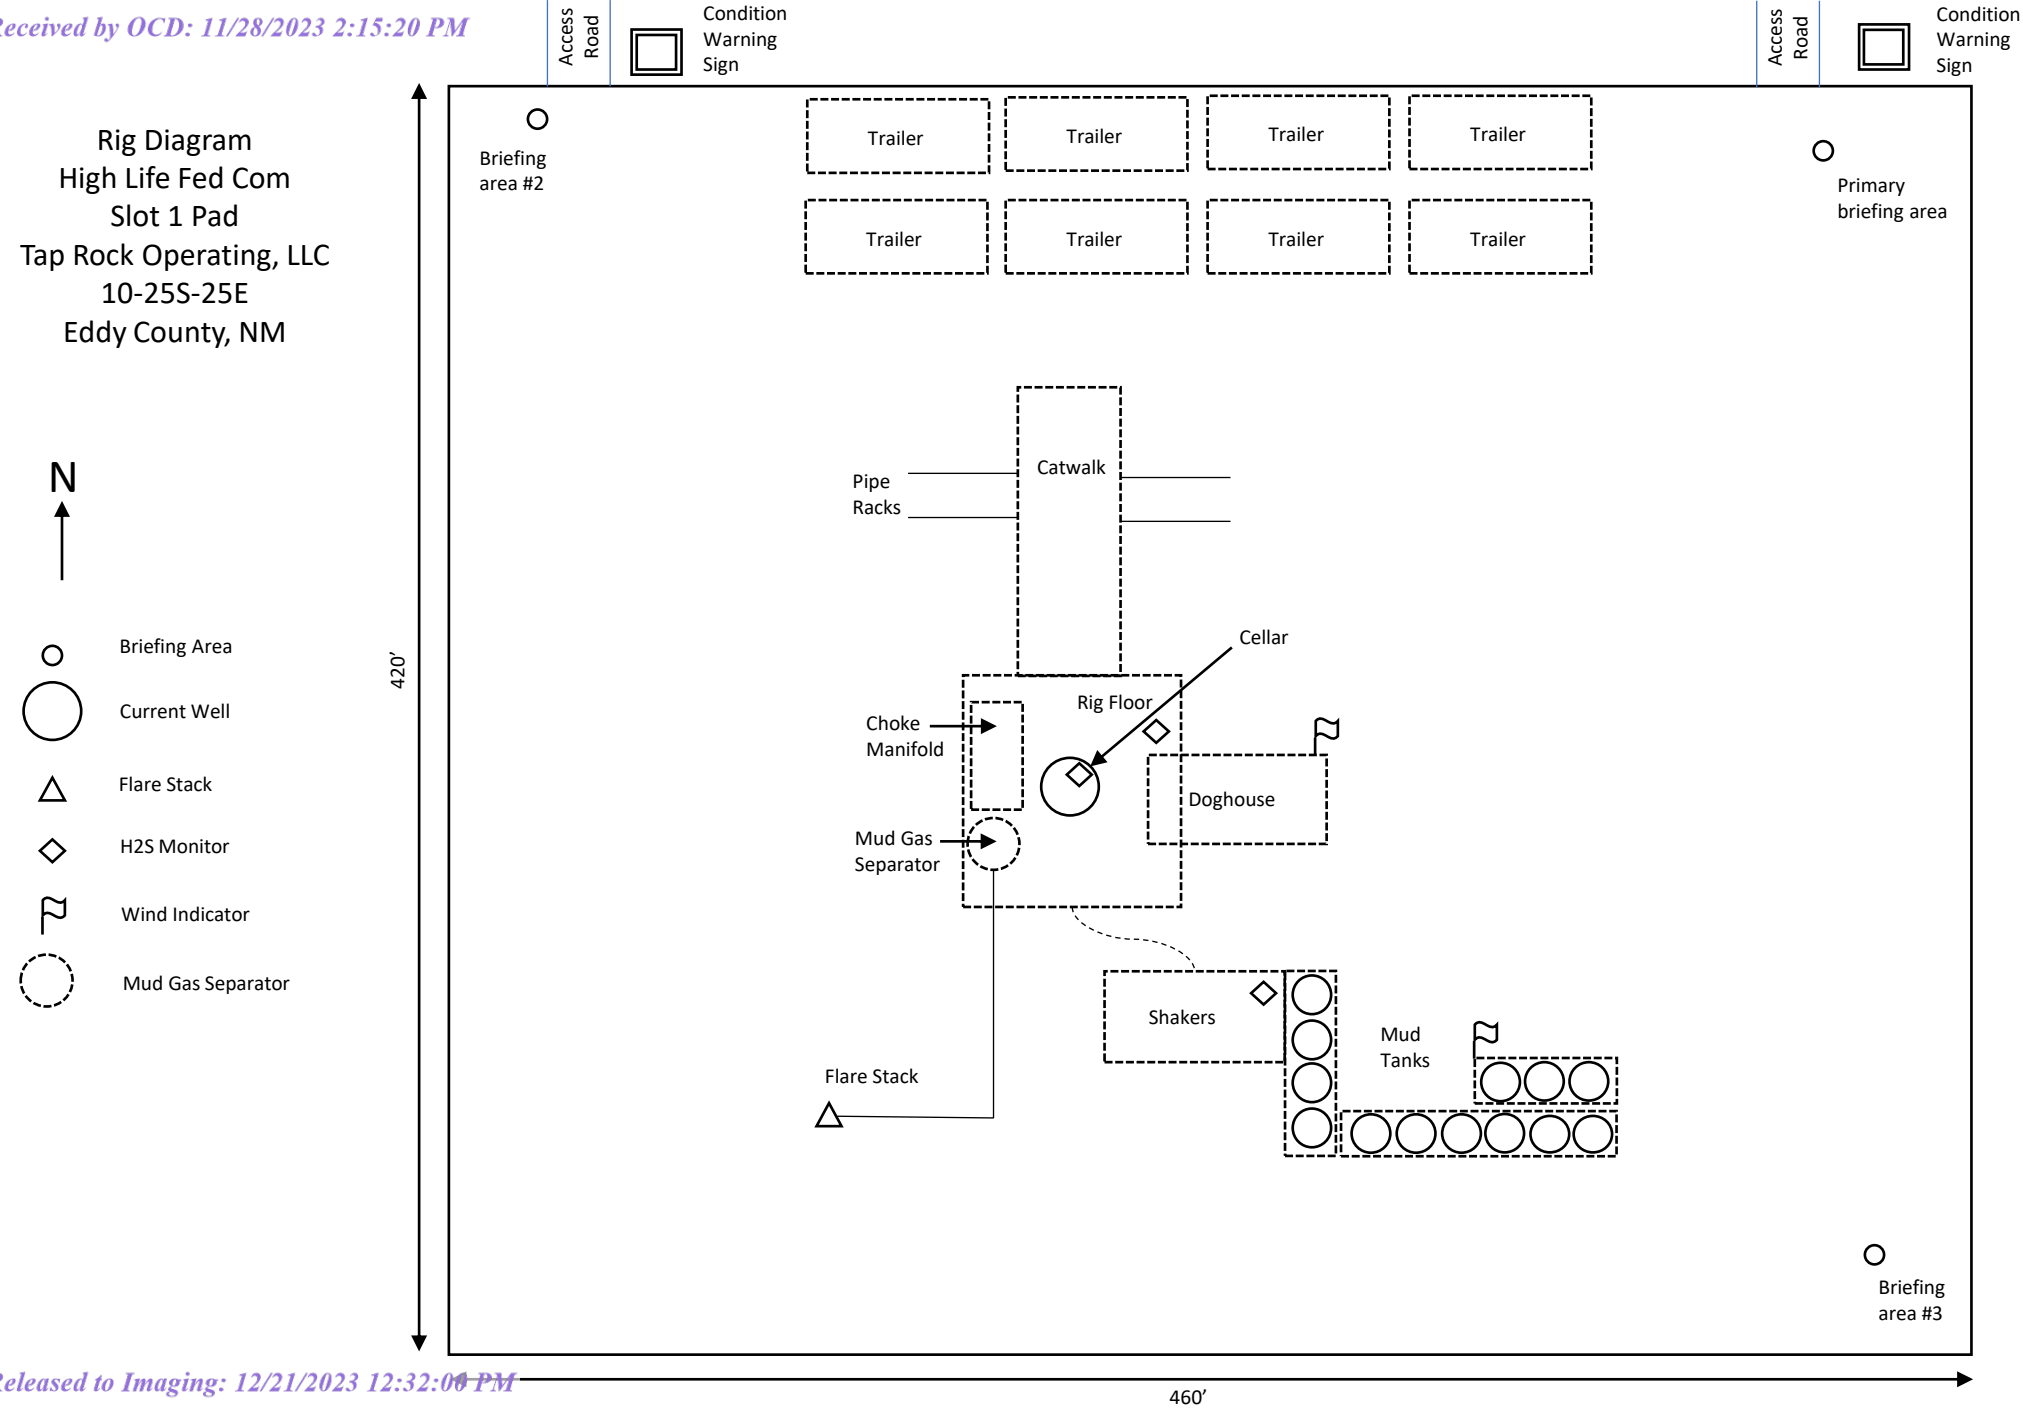 Received by OCD: 11/28/2023 2:15:20 PM
Access
Road
Condition
Warning
Sign
Access
Road
Condition
Warning
Sign
Rig Diagram
High Life Fed Com
Slot 1 Pad
Tap Rock Operating, LLC
10-25S-25E
Eddy County, NM
Briefing
area #2
Trailer
Trailer
Trailer
Trailer
Primary
briefing area
Trailer
Trailer
Trailer
Trailer
N
Catwalk
Pipe
Racks
Briefing Area
Current Well
Flare Stack
H2S Monitor
Wind Indicator
Mud Gas Separator
420’
Cellar
Rig Floor
Choke
Manifold
Doghouse
Mud Gas
Separator
Shakers
Mud
Tanks
Flare Stack
Briefing
area #3
Released to Imaging: 12/21/2023 12:32:00 PM
460’